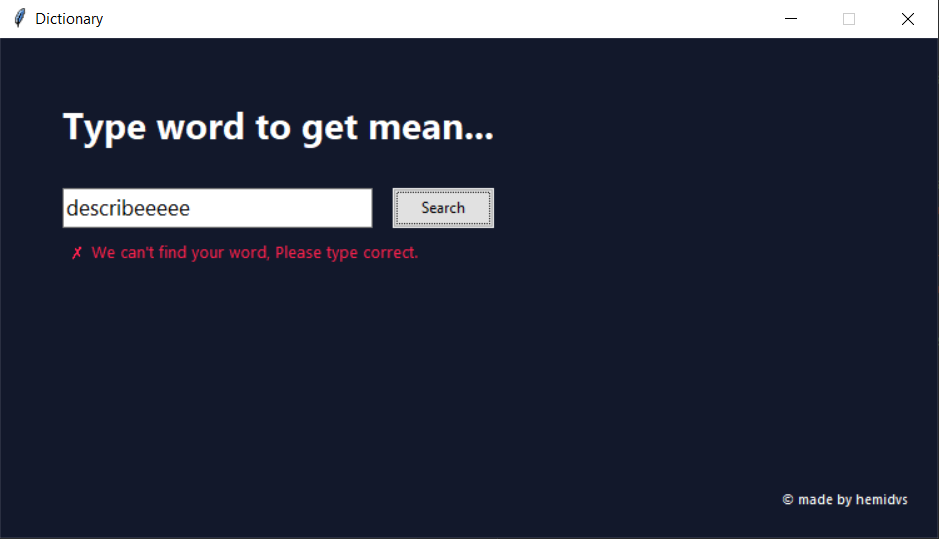 Dictionary
Type word to get mean...
describeeeee
Search
✗ We can't find your word, Please type correct.
© made by hemidvs